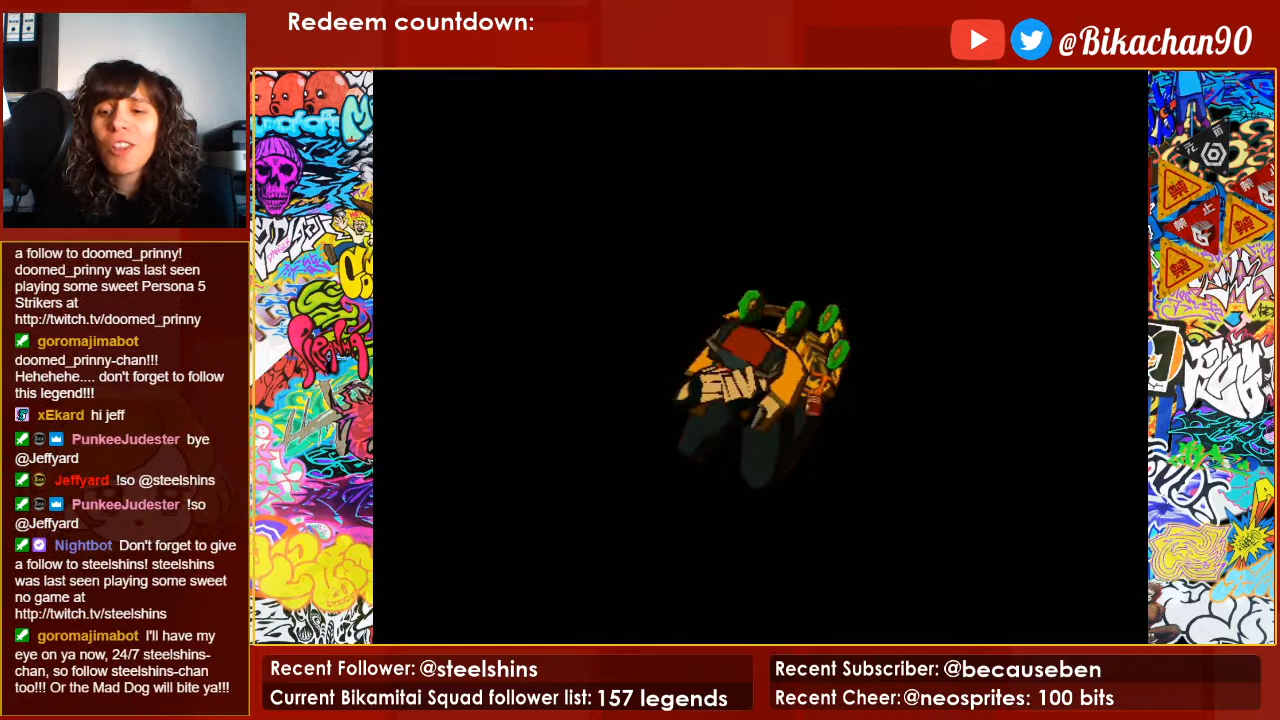 Redeem countdown:
@Bikachan90
a follow to doomed_prinny!
doomed_prinny was last seen
playing some sweet Persona 5
Strikers at
http://twitch.tv/doomed_prinny
goromajimabot
doomed_prinny-chan!!!
Hehehehe.... don't forget to follow
this legend!!!
xEkard hi jeff
PunkeeJudester bye
@Jeffyard
Jeffyard !so @steelshins
PunkeeJudester !so
@Jeffyard
Nightbot Don't forget to give
a follow to steelshins! steelshins
was last seen playing some sweet
no game at
http://twitch.tv/steelshins
goromajimabot I'll have my
eye on ya now, 24/7 steelshins-
chan, so follow steelshins-chan
too!!! Or the Mad Dog will bite ya!!!
Recent Follower: @steelshins
Current Bikamitai Squad follower list: 157 legends
Recent Subscriber: @becauseben
Recent Cheer: @neosprites: 100 bits